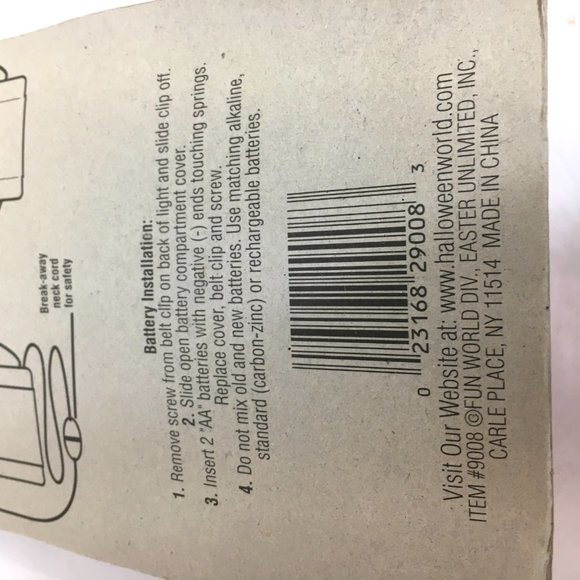 Break-away
neck cord
for safety
Battery Installation:
1. Remove screw from belt clip on back of light and slide clip off.
2. Slide open battery compartment cover.
3. Insert 2 "AA" batteries with negative (-) ends touching springs.
Replace cover, belt clip and screw.
4. Do not mix old and new batteries. Use matching alkaline,
standard (carbon-zinc) or rechargeable batteries.
0 23168 29008 3
Visit Our Website at: www.halloweenworld.com
ITEM #9008 ©FUN WORLD DIV., EASTER UNLIMITED, INC.,
CARLE PLACE, NY 11514 MADE IN CHINA